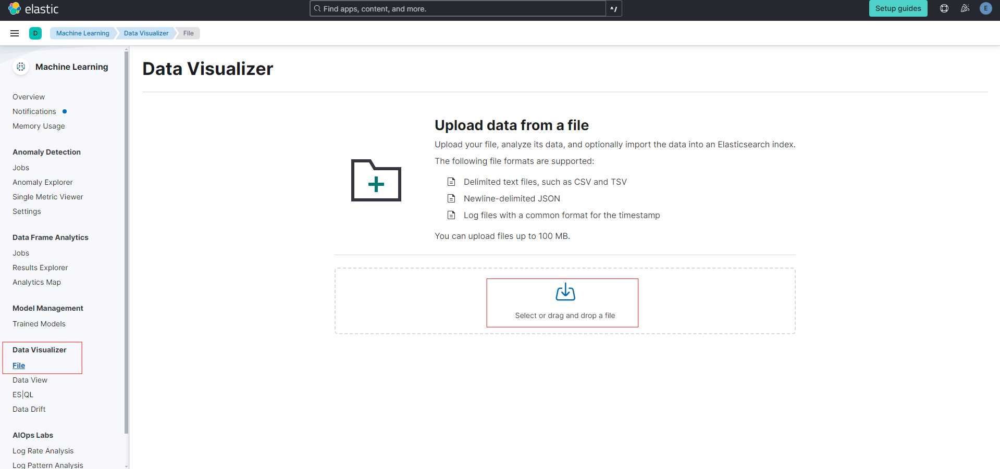 elastic
Find apps, content, and more.
^/
Setup guides
E
D
Machine Learning
Data Visualizer
File
Machine Learning
Overview
Notifications
Memory Usage
Anomaly Detection
Jobs
Anomaly Explorer
Single Metric Viewer
Settings
Data Frame Analytics
Jobs
Results Explorer
Analytics Map
Model Management
Trained Models
Data Visualizer
File
Data View
ES|QL
Data Drift
AIOps Labs
Log Rate Analysis
Log Pattern Analysis
Data Visualizer
Upload data from a file
Upload your file, analyze its data, and optionally import the data into an Elasticsearch index.
The following file formats are supported:
Delimited text files, such as CSV and TSV
Newline-delimited JSON
Log files with a common format for the timestamp
You can upload files up to 100 MB.
Select or drag and drop a file